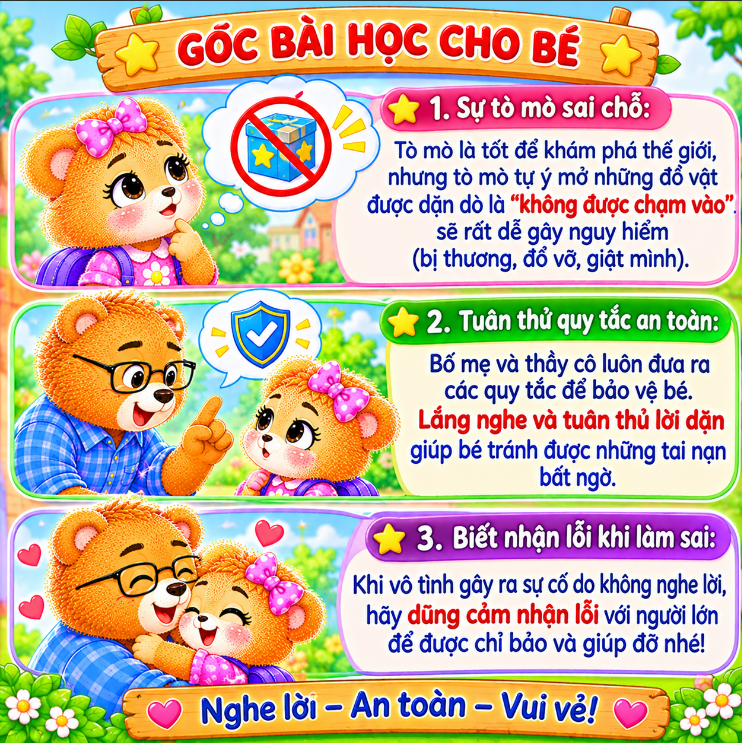 GÓC BÀI HỌC CHO BÉ
1. Sự tò mò sai chỗ:
Tò mò là tốt để khám phá thế giới,
nhưng tò mò tự ý mở những đồ vật
được dặn dò là “không được chạm vào”.
sẽ rất dễ gây nguy hiểm
(bị thương, đổ vỡ, giật mình).
2. Tuân thử quy tắc an toàn:
Bố mẹ và thầy cô luôn đưa ra
các quy tắc để bảo vệ bé.
Lắng nghe và tuân thủ lời dặn
giúp bé tránh được những tai nạn
bất ngờ.
3. Biết nhận lỗi khi làm sai:
Khi vô tình gây ra sự cố do không nghe lời,
hãy dũng cảm nhận lỗi với người lớn
để được chỉ bảo và giúp đỡ nhé!
Nghe lời – An toàn – Vui vẻ!